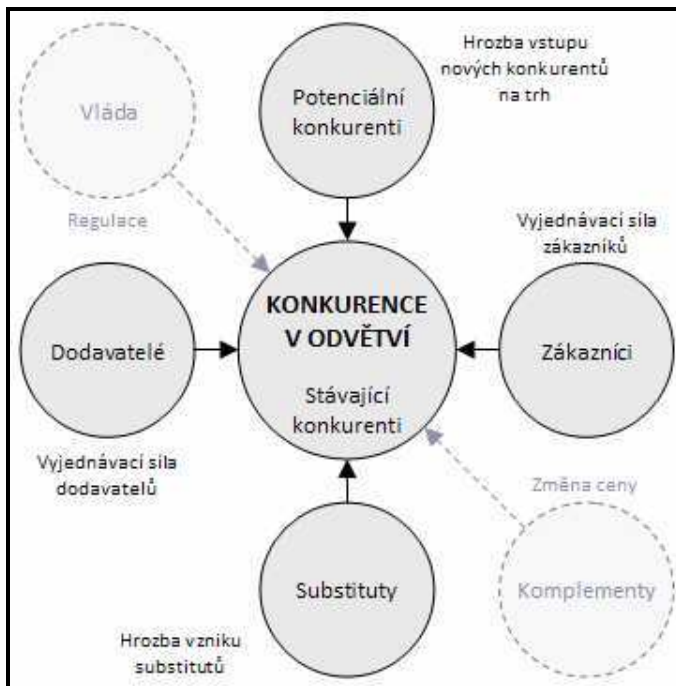 Vláda
Potenciální
konkurenti
Hrozba vstupu
nových konkurentů
na trh
Regulace
Vyjednávací síla
zákazníků
Dodavatelé
KONKURENCE
V ODVĚTVÍ
Stávající
konkurenti
Zákazníci
Vyjednávací síla
dodavatelů
Změna ceny
Substituty
Komplementy
Hrozba vzniku
substitutů